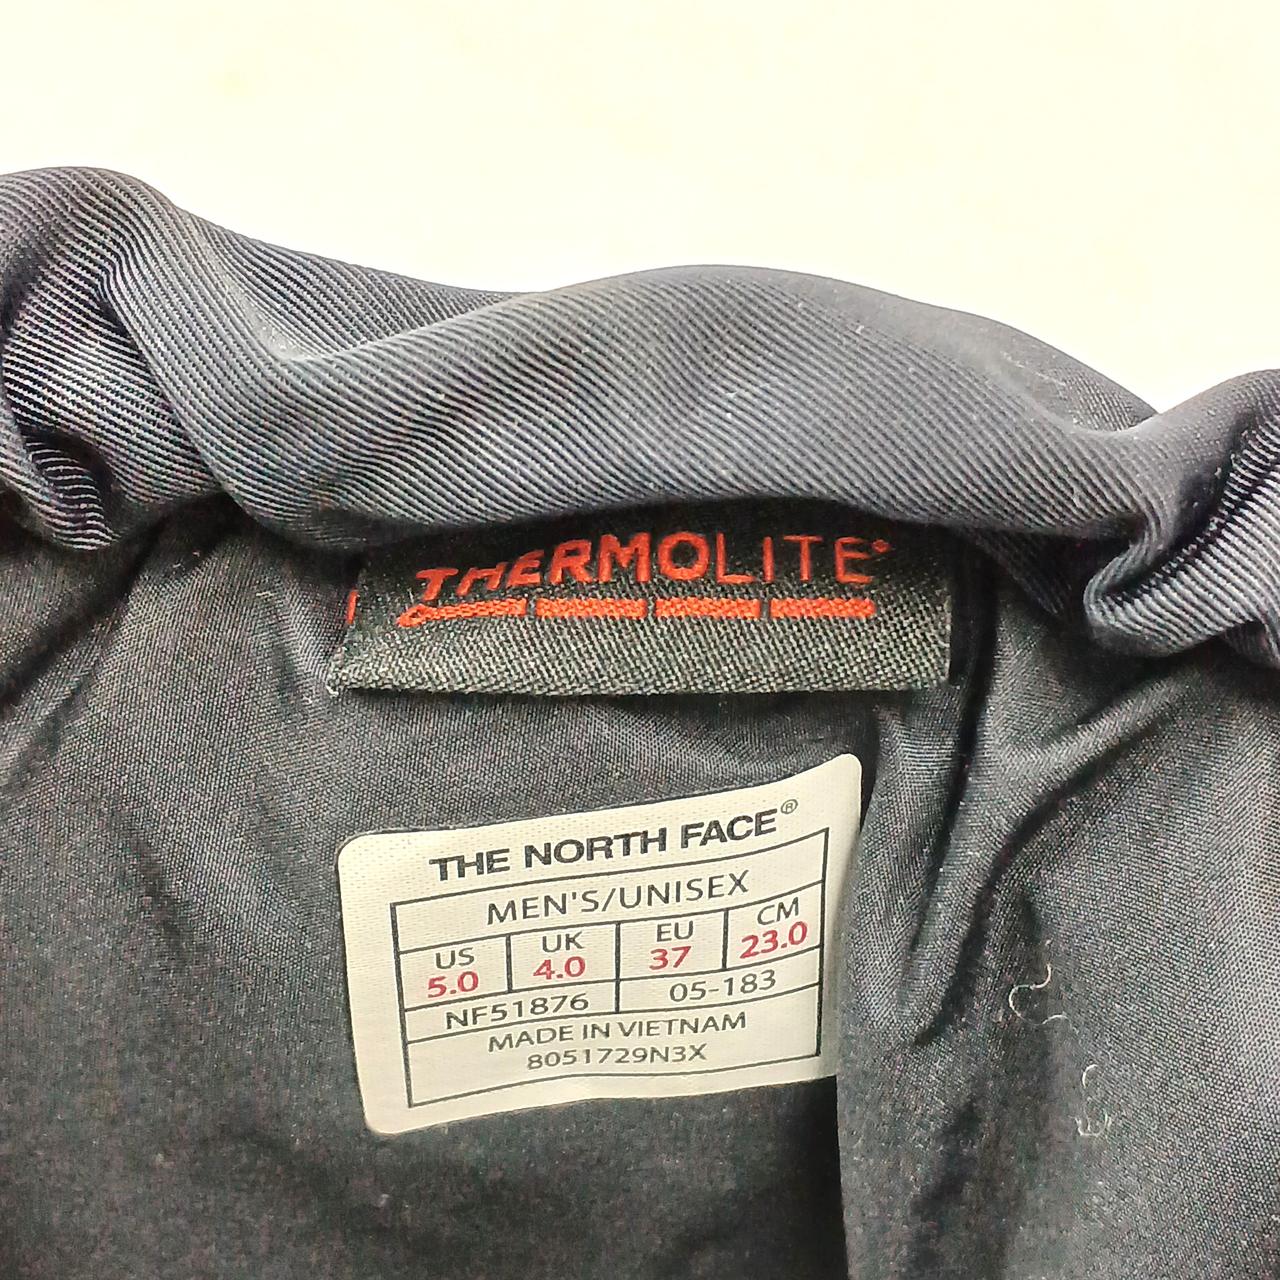 THERMOLITE®
THE NORTH FACE®
MEN'S/UNISEX
US UK EU CM
5.0 4.0 37 23.0
NF51876 05-183
MADE IN VIETNAM
8051729N3X